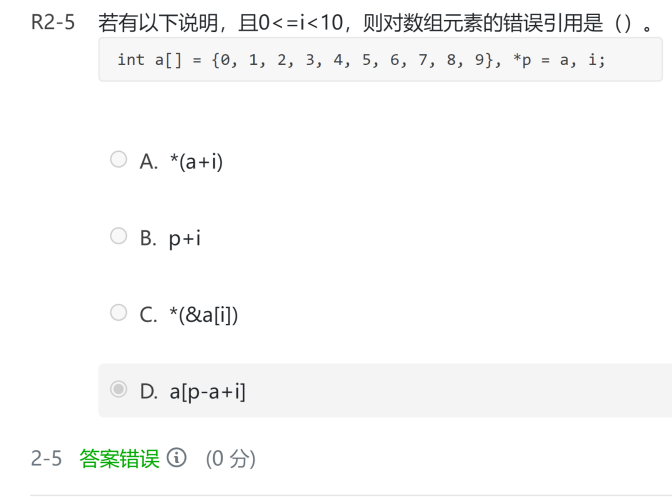 R2-5 若有以下说明，且0<=i<10，则对数组元素的错误引用是（）。
int a[] = {0, 1, 2, 3, 4, 5, 6, 7, 8, 9}, *p = a, i;
A. *(a+i)
B. p+i
C. *(&a[i])
D. a[p-a+i]
2-5 答案错误 (0 分)